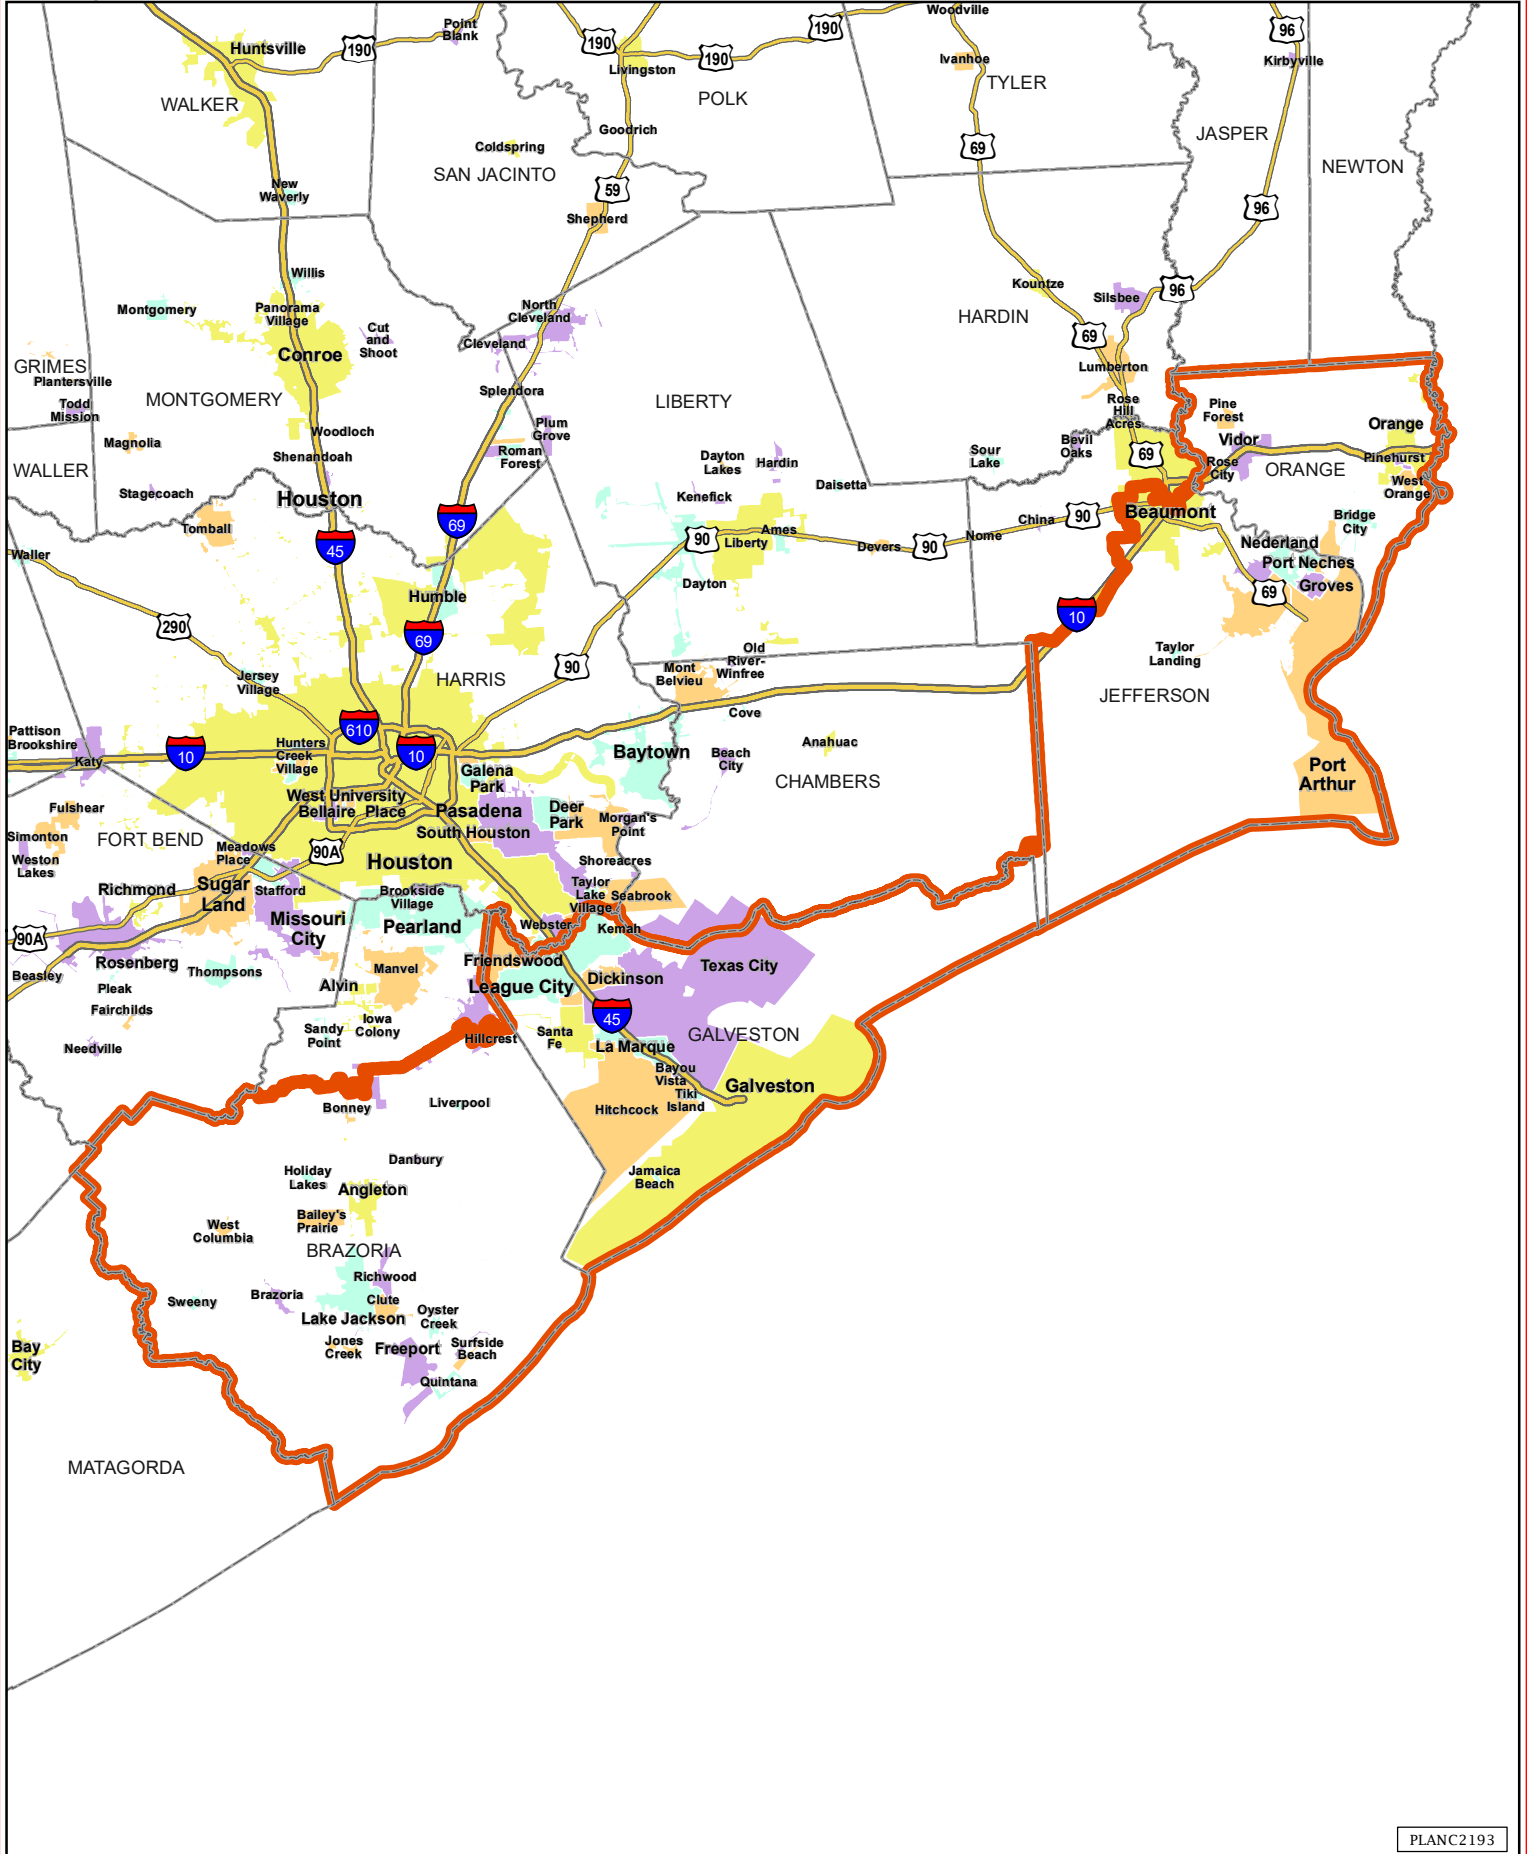 Point
Blank
Woodville
190
Huntsville
190
190
190
96
Ivanhoe
Kirbyville
Livingston
TYLER
WALKER
POLK
Goodrich
JASPER
Coldspring
69
NEWTON
SAN JACINTO
New
Waverly
59
96
Shepherd
Willis
Kountze
96
Silsbee
Montgomery
Panorama
Village
North
Cleveland
HARDIN
Cut
and
Shoot
69
Cleveland
Conroe
GRIMES
Plantersville
Lumberton
Splendora
MONTGOMERY
LIBERTY
Todd
Mission
Rose
Hill
Acres
Pine
Forest
Orange
Plum
Grove
Woodloch
Magnolia
Vidor
Bevil
Oaks
Shenandoah
Roman
Forest
Dayton
Lakes
Hardin
Sour
Lake
69
Rose
City
Pinehurst
WALLER
ORANGE
Daisetta
West
Orange
Stagecoach
Houston
Kenefick
Beaumont
Bridge
City
69
China
90
Tomball
Ames
Liberty
Nome
45
90
Devers
90
Nederland
Waller
Port Neches
Dayton
Groves
Humble
69
10
290
69
Old
River-
Winfree
Taylor
Landing
90
Mont
Belvieu
Jersey
Village
HARRIS
JEFFERSON
Cove
610
Pattison
Brookshire
Anahuac
Hunters
Creek
Village
10
10
Baytown
Beach
City
Katy
Galena
Park
CHAMBERS
Port
Arthur
West University
Bellaire Place
Fulshear
Pasadena
Deer
Park
Morgan's
Point
South Houston
Simonton
FORT BEND
Meadows
Place
90A
Houston
Weston
Lakes
Shoreacres
Richmond
Sugar
Land
Stafford
Brookside
Village
Taylor
Lake
Village
Seabrook
Missouri
City
Pearland
Webster
Kemah
90A
Rosenberg
Friendswood
Manvel
Texas City
Beasley
Thompsons
Dickinson
Alvin
League City
Pleak
Fairchilds
45
Iowa
Colony
Sandy
Point
Hillcrest
Santa
Fe
GALVESTON
Needville
La Marque
Bayou
Vista
Galveston
Tiki
Island
Bonney
Liverpool
Hitchcock
Danbury
Holiday
Lakes
Jamaica
Beach
Angleton
Bailey's
Prairie
West
Columbia
BRAZORIA
Richwood
Brazoria
Sweeny
Clute
Oyster
Creek
Lake Jackson
Jones
Creek
Freeport
Surfside
Beach
Bay
City
Quintana
MATAGORDA
PLANC2193